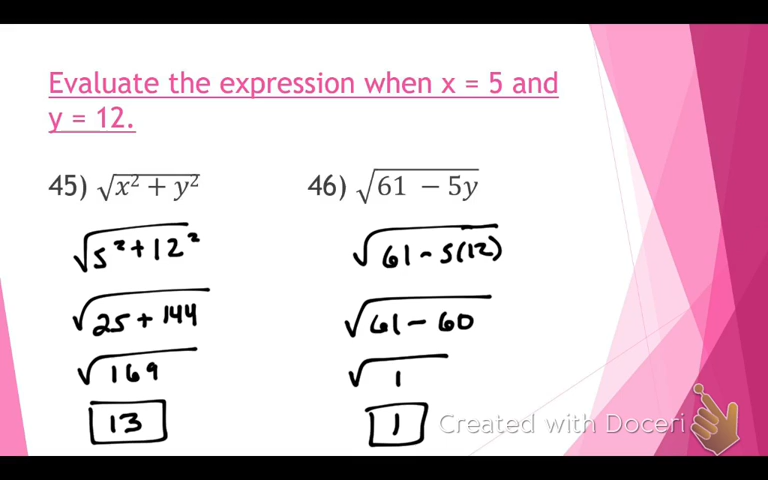 Evaluate the expression when x = 5 and
y = 12.
45) √x² + y²
√5² + 12²
√25 + 144
√169
13
46) √61 − 5y
√61 − 5(12)
√61 − 60
√1
1
Created with Doceri